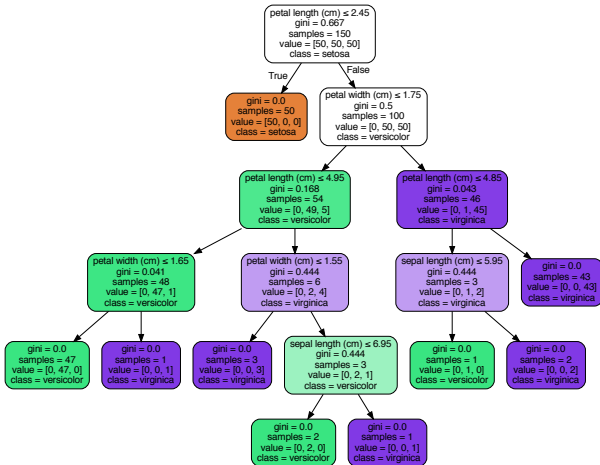 petal length (cm) ≤ 2.45
gini = 0.667
samples = 150
value = [50, 50, 50]
class = setosa
True
False
gini = 0.0
samples = 50
value = [50, 0, 0]
class = setosa
petal width (cm) ≤ 1.75
gini = 0.5
samples = 100
value = [0, 50, 50]
class = versicolor
petal length (cm) ≤ 4.95
gini = 0.168
samples = 54
value = [0, 49, 5]
class = versicolor
petal length (cm) ≤ 4.85
gini = 0.043
samples = 46
value = [0, 1, 45]
class = virginica
petal width (cm) ≤ 1.65
gini = 0.041
samples = 48
value = [0, 47, 1]
class = versicolor
petal width (cm) ≤ 1.55
gini = 0.444
samples = 6
value = [0, 2, 4]
class = virginica
sepal length (cm) ≤ 5.95
gini = 0.444
samples = 3
value = [0, 1, 2]
class = virginica
gini = 0.0
samples = 43
value = [0, 0, 43]
class = virginica
gini = 0.0
samples = 47
value = [0, 47, 0]
class = versicolor
gini = 0.0
samples = 1
value = [0, 0, 1]
class = virginica
gini = 0.0
samples = 3
value = [0, 0, 3]
class = virginica
sepal length (cm) ≤ 6.95
gini = 0.444
samples = 3
value = [0, 2, 1]
class = versicolor
gini = 0.0
samples = 1
value = [0, 1, 0]
class = versicolor
gini = 0.0
samples = 2
value = [0, 0, 2]
class = virginica
gini = 0.0
samples = 2
value = [0, 2, 0]
class = versicolor
gini = 0.0
samples = 1
value = [0, 0, 1]
class = virginica